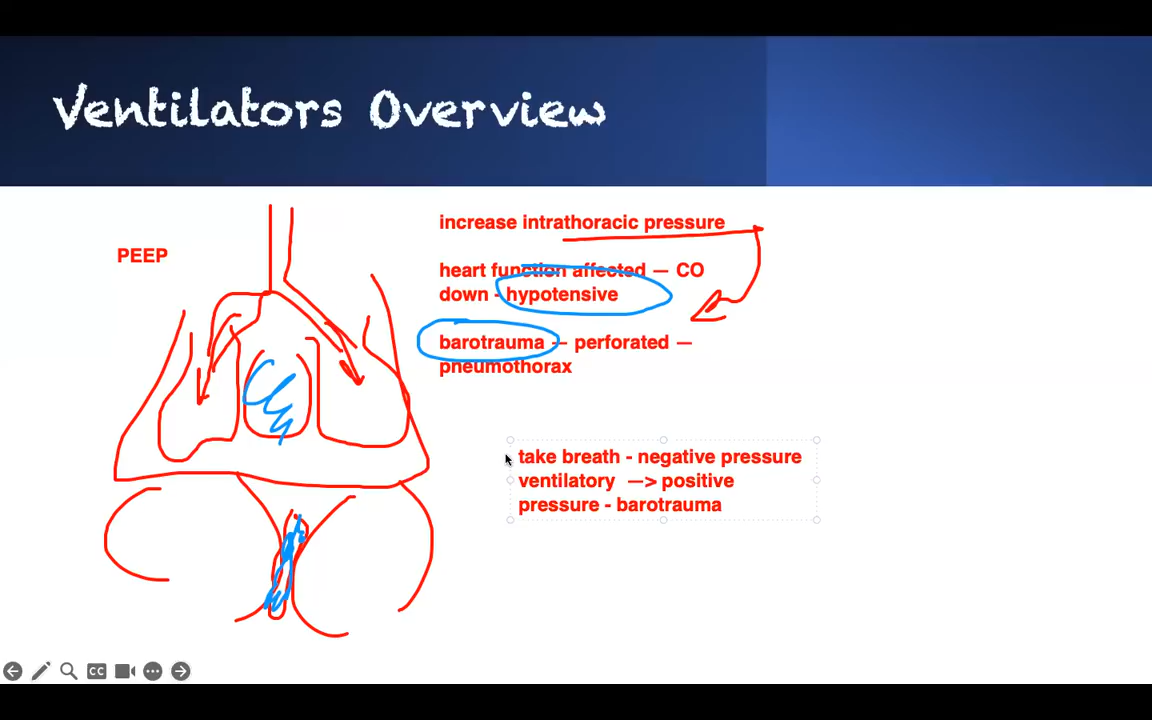 Ventilators Overview
PEEP
increase intrathoracic pressure
heart function affected — CO
down - hypotensive
barotrauma — perforated —
pneumothorax
take breath - negative pressure
ventilatory —> positive
pressure - barotrauma
CC